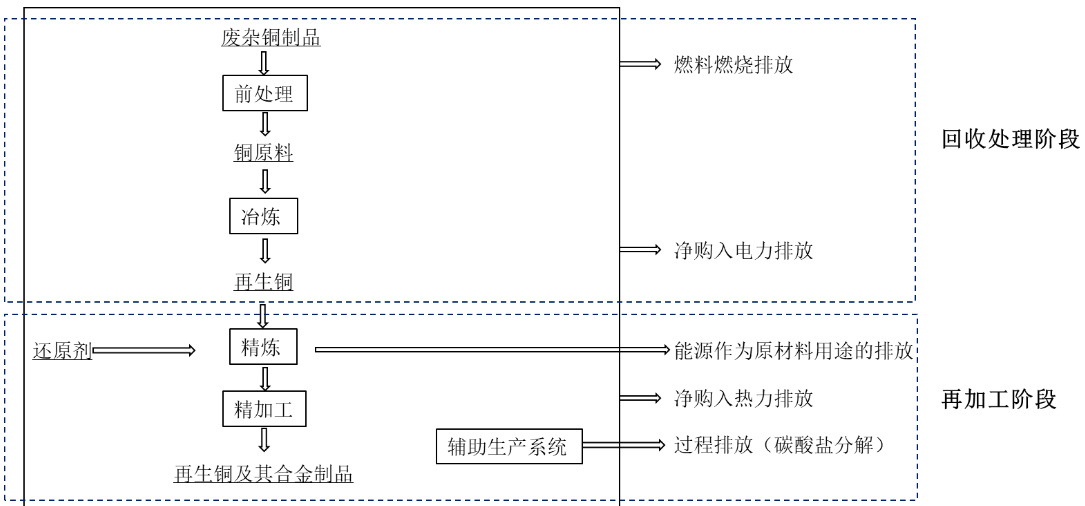 废杂铜制品
燃料燃烧排放
前处理
回收处理阶段
铜原料
冶炼
净购入电力排放
再生铜
还原剂
精炼
能源作为原材料用途的排放
净购入热力排放
再加工阶段
精加工
辅助生产系统
过程排放（碳酸盐分解）
再生铜及其合金制品